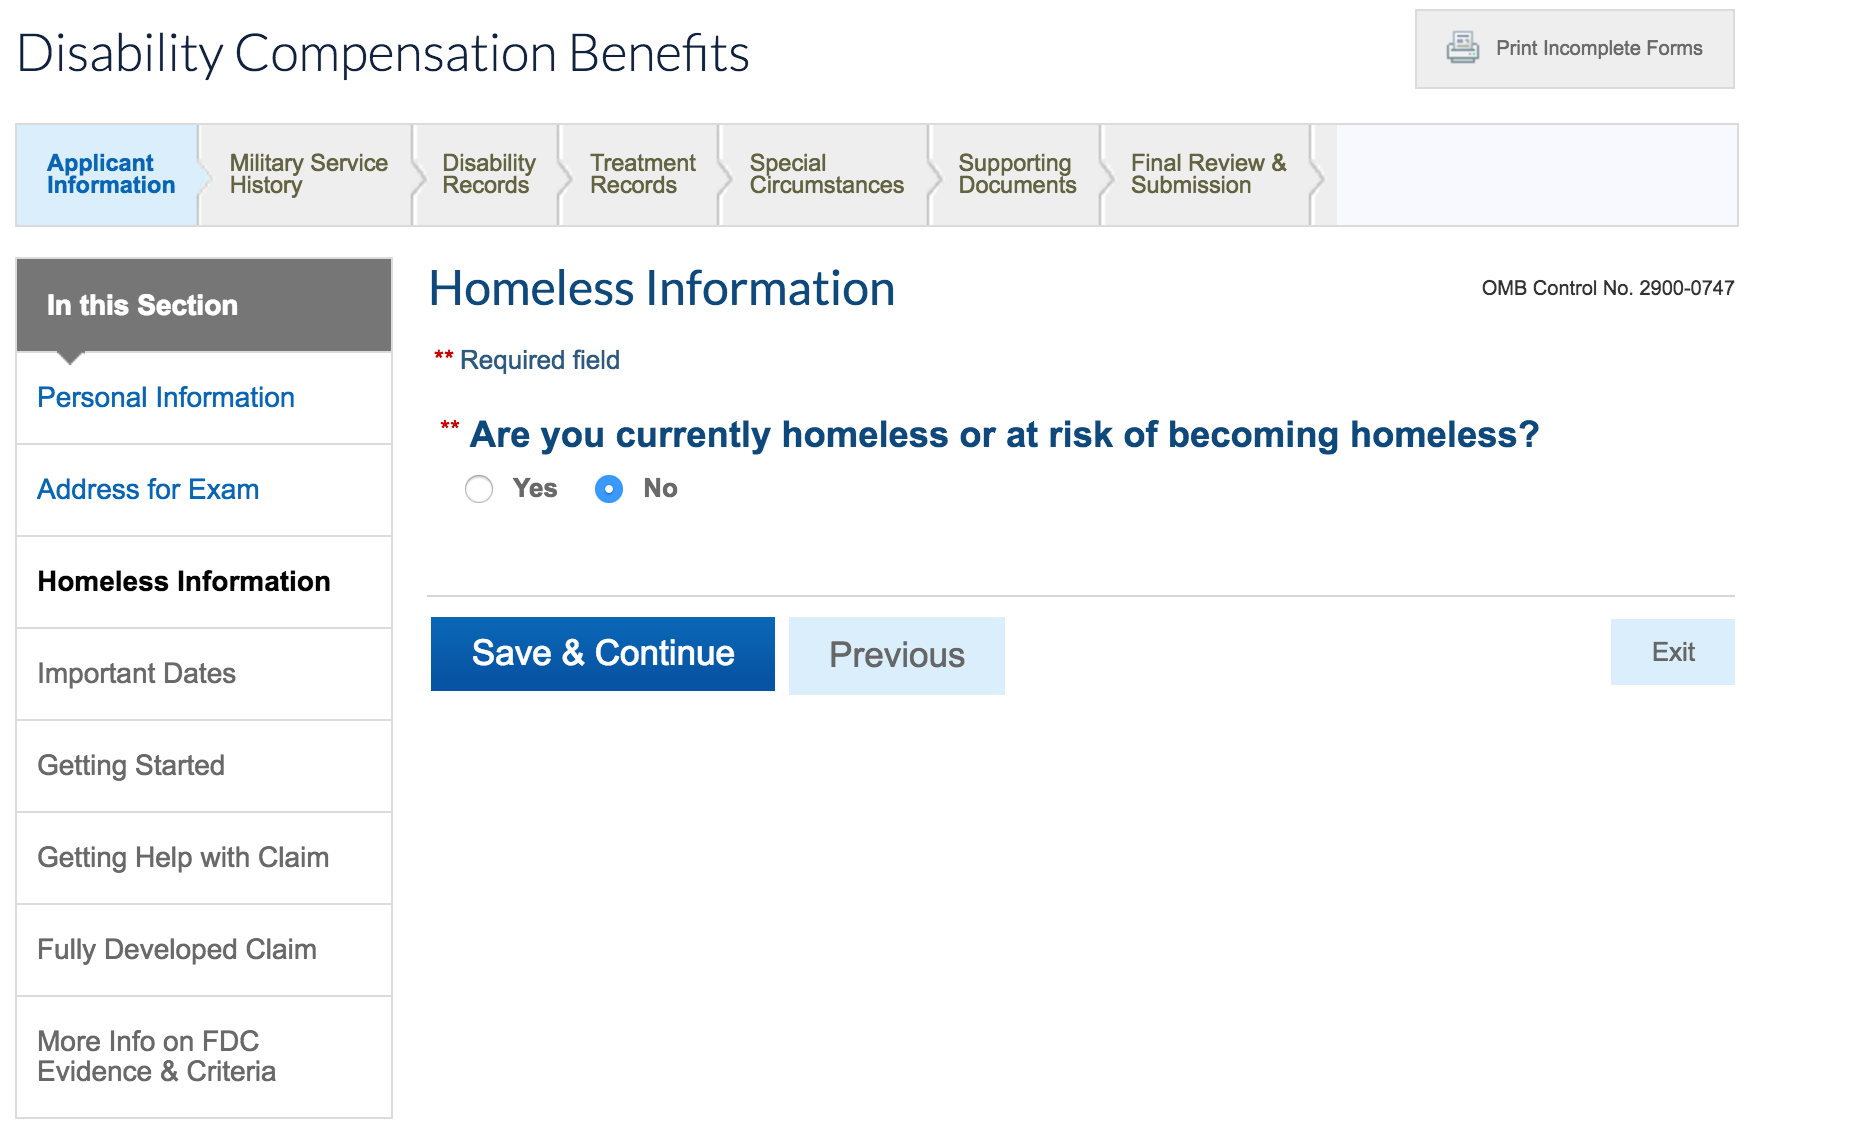 Disability Compensation Benefits
Print Incomplete Forms
Applicant
Information
Military Service
History
Disability
Records
Treatment
Records
Special
Circumstances
Supporting
Documents
Final Review &
Submission
In this Section
Personal Information
Address for Exam
Homeless Information
Important Dates
Getting Started
Getting Help with Claim
Fully Developed Claim
More Info on FDC
Evidence & Criteria
Homeless Information
OMB Control No. 2900-0747
** Required field
** Are you currently homeless or at risk of becoming homeless?
Yes No
Save & Continue
Previous
Exit